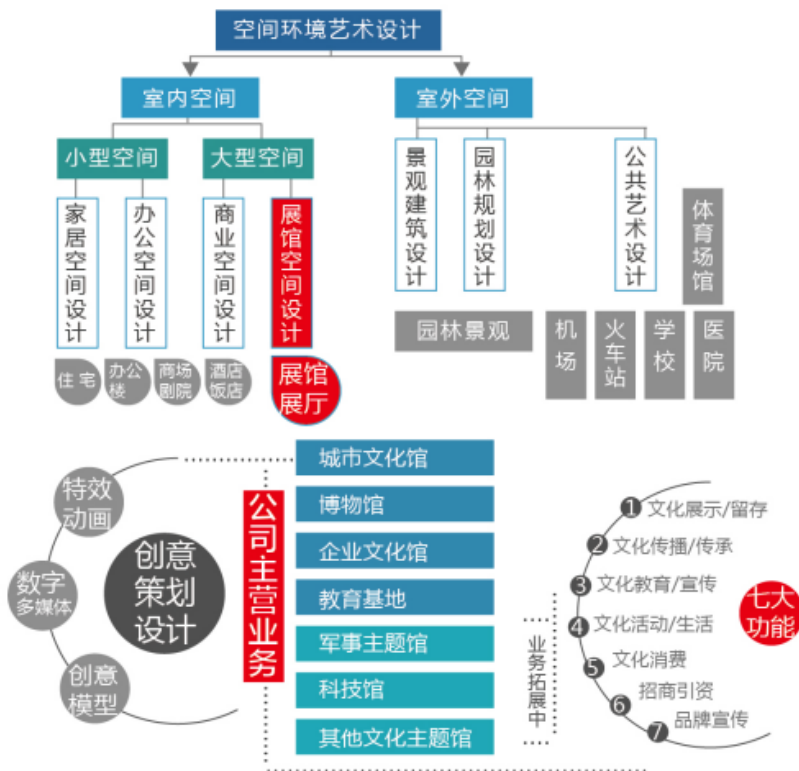 空间环境艺术设计
室内空间
室外空间
小型空间
大型空间
家居空间设计
办公空间设计
商业空间设计
展馆空间设计
景观建筑设计
园林规划设计
公共艺术设计
体育场馆
园林景观
机场
火车站
学校
医院
住宅
办公
楼
商场
剧院
酒店
饭店
展馆
展厅
特效
动画
数字
多媒体
创意
模型
创意
策划
设计
公司主营业务
城市文化馆
博物馆
企业文化馆
教育基地
军事主题馆
科技馆
其他文化主题馆
业务拓展中
1 文化展示/留存
2 文化传播/传承
3 文化教育/宣传
4 文化活动/生活
5 文化消费
6 招商引资
7 品牌宣传
七大
功能